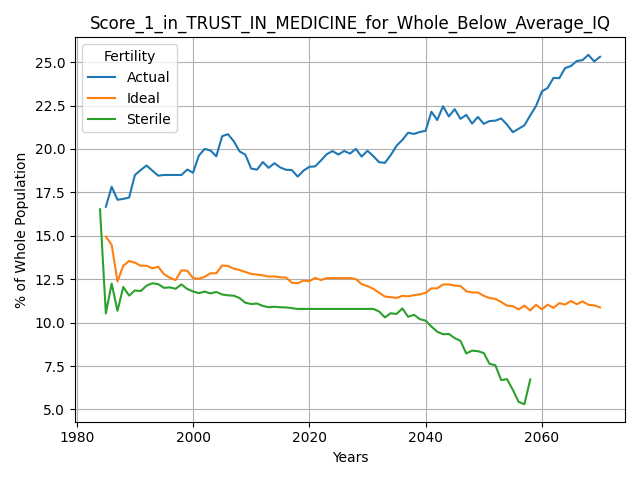 Score_1_in_TRUST_IN_MEDICINE_for_Whole_Below_Average_IQ
Fertility
Actual
Ideal
Sterile
% of Whole Population
25.0
22.5
20.0
17.5
15.0
12.5
10.0
7.5
5.0
1980
2000
2020
2040
2060
Years